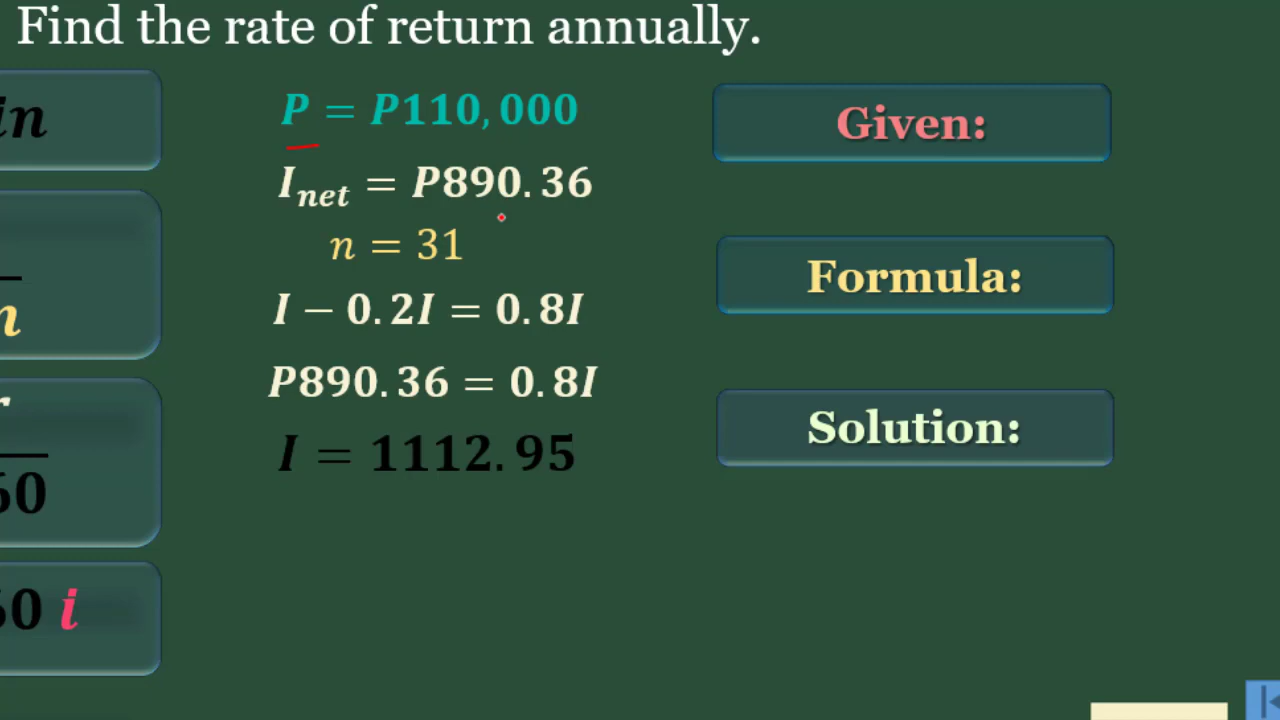 Find the rate of return annually.
in
P = P110,000
Given:
I_net = P890.36
n = 31
n
Formula:
I − 0.2I = 0.8I
P890.36 = 0.8I
r
60
Solution:
I = 1112.95
60 i